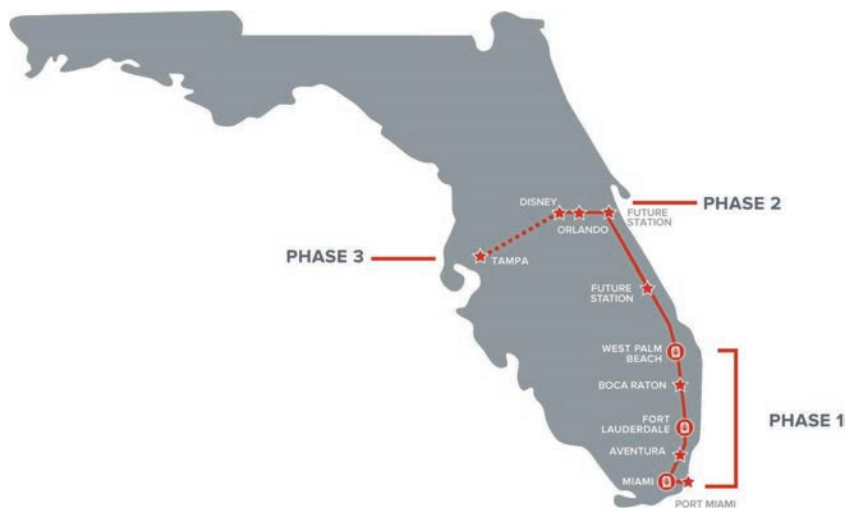 DISNEY
ORLANDO
FUTURE
STATION
PHASE 2
PHASE 3
TAMPA
FUTURE
STATION
WEST PALM
BEACH
BOCA RATON
PHASE 1
FORT
LAUDERDALE
AVENTURA
MIAMI
PORT MIAMI